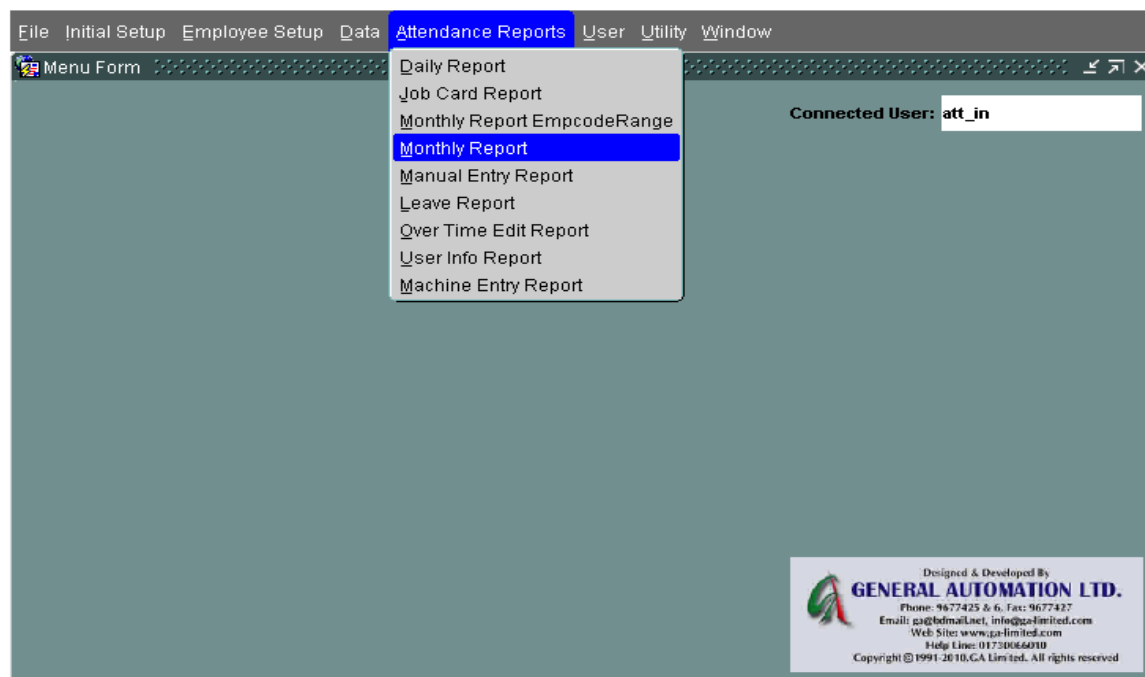 File Initial Setup Employee Setup Data Attendance Reports User Utility Window
Menu Form
Daily Report
Job Card Report
Monthly Report EmpcodeRange
Monthly Report
Manual Entry Report
Leave Report
Over Time Edit Report
User Info Report
Machine Entry Report
Connected User: att_in
Designed & Developed By
GENERAL AUTOMATION LTD.
Phone: 9677425 & 6, Fax: 9677427
Email: ga@bdmail.net, info@ga-limited.com
Web Site: www.ga-limited.com
Help Line: 01730066010
Copyright © 1991-2010,GA Limited. All rights reserved